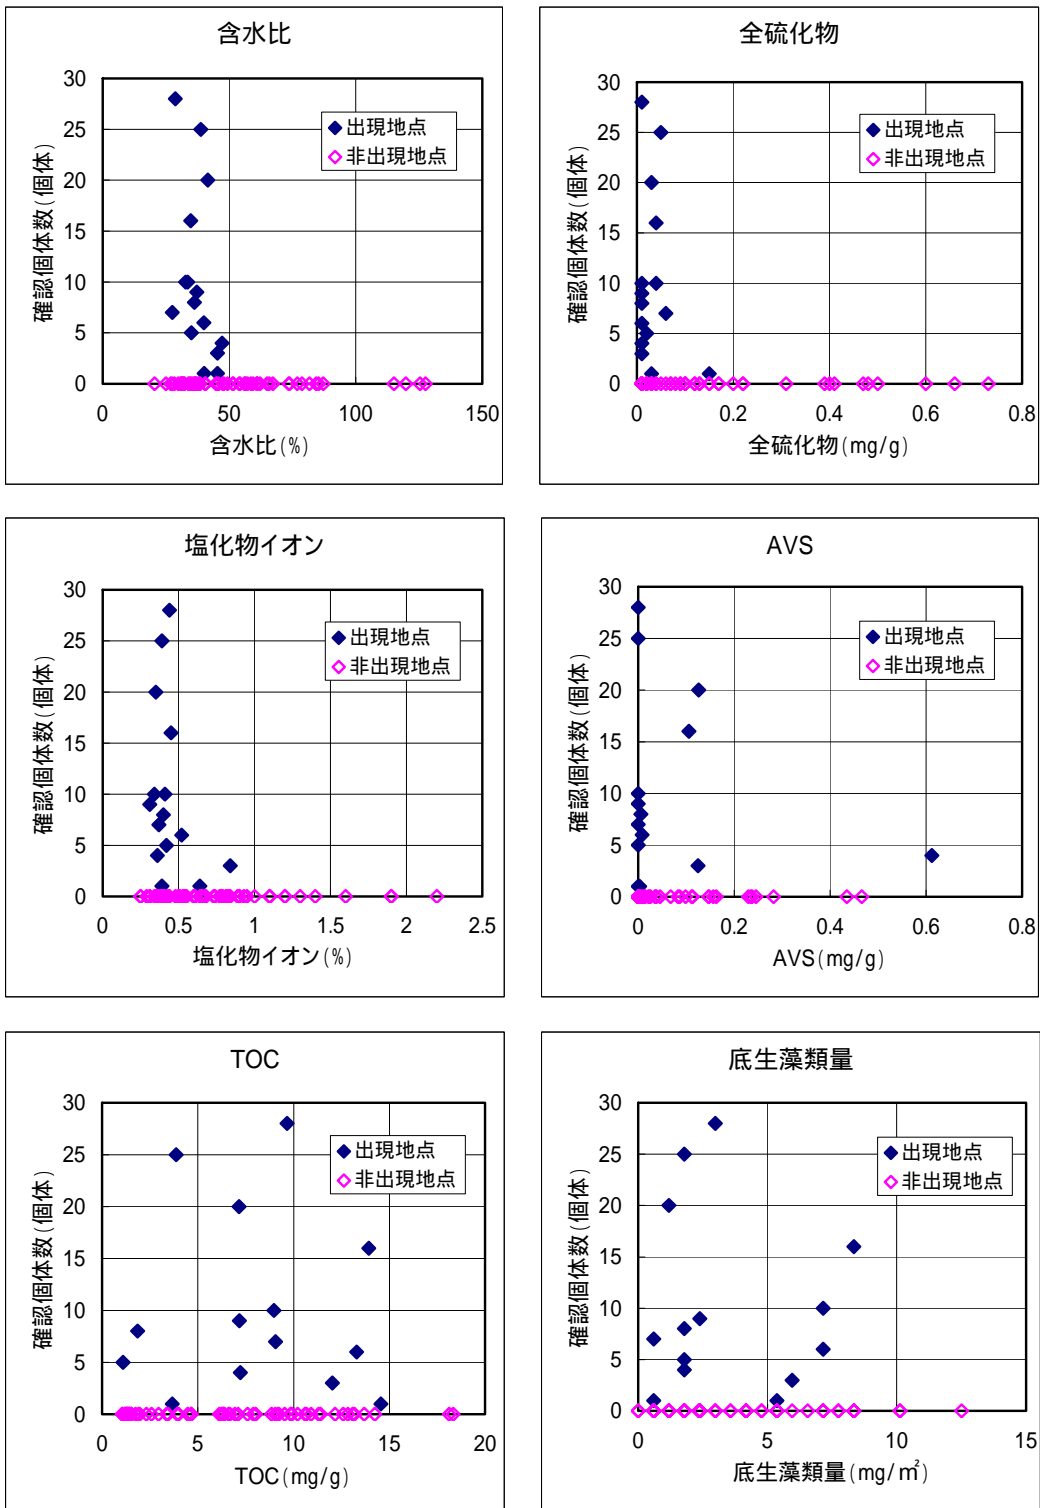 含水比
30
25
20
15
10
5
0
確認個体数(個体)
出現地点
非出現地点
0 50 100 150
含水比(%)
全硫化物
30
25
20
15
10
5
0
確認個体数(個体)
出現地点
非出現地点
0 0.2 0.4 0.6 0.8
全硫化物(mg/g)
塩化物イオン
30
25
20
15
10
5
0
確認個体数(個体)
出現地点
非出現地点
0 0.5 1 1.5 2 2.5
塩化物イオン(%)
AVS
30
25
20
15
10
5
0
確認個体数(個体)
出現地点
非出現地点
0 0.2 0.4 0.6 0.8
AVS(mg/g)
TOC
30
25
20
15
10
5
0
確認個体数(個体)
出現地点
非出現地点
0 5 10 15 20
TOC(mg/g)
底生藻類量
30
25
20
15
10
5
0
確認個体数(個体)
出現地点
非出現地点
0 5 10 15
底生藻類量(mg/㎡)